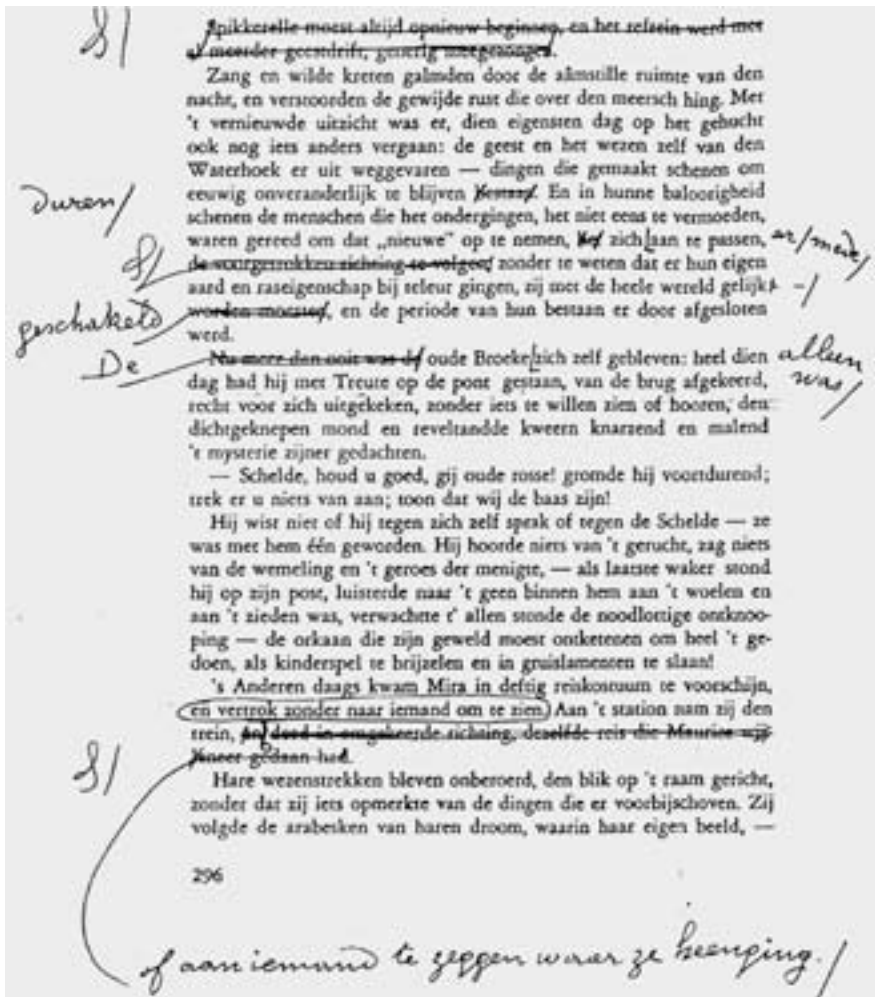 Spikkerelle moest altijd opnieuw beginnen, en het refrein werd met
meerder geestdrift, geestig meegezongen.
Zang en wilde kreten galmden door de aämstille ruimte van den
nacht, en verstoorden de gewijde rust die over den meersch hing. Met
't vernieuwde uitzicht was er, dien eigensten dag op het gehucht
ook nog iets anders vergaan: de geest en het wezen zelf van den
Waterhoek er uit weggevaren — dingen die gemaakt schenen om
duren/
eeuwig onveranderlijk te blijven bestaan. En in hunne baloorigheid
schenen de menschen die het ondergingen, het niet eens te vermoeden,
waren gereed om dat „nieuwe" op te nemen, zich aan te passen, er/mede/
de voorgetrokken richting te volgen, zonder te weten dat er hun eigen
aard en raseigenschap bij teleur gingen, zij met de heele wereld gelijk -/
geschakeld
worden moesten, en de periode van hun bestaan er door afgesloten
werd.
De
Nu meer dan ooit was de oude Broeke zich zelf gebleven: heel dien alleen
was/
dag had hij met Treute op de pont gestaan, van de brug afgekeerd,
recht voor zich uitgekeken, zonder iets te willen zien of hooren, den
dichtgeknepen mond en reveltandde kweern knarzend en malend
't mysterie zijner gedachten.
— Schelde, houd u goed, gij oude rosse! gromde hij voortdurend;
trek er u niets van aan; toon dat wij de baas zijn!
Hij wist niet of hij tegen zich zelf sprak of tegen de Schelde — ze
was met hem één geworden. Hij hoorde niets van 't gerucht, zag niets
van de wemeling en 't geroes der menigte, — als laatste waker stond
hij op zijn post, luisterde naar 't geen binnen hem aan 't woelen en
aan 't zieden was, verwachtte t' allen stonde de noodlottige ontknoo-
ping — de orkaan die zijn geweld moest ontketenen om heel 't ge-
doen, als kinderspel te brijzelen en in gruislamenten te slaan!
's Anderen daags kwam Mira in deftig reiskostuum te voorschijn,
en vertrok zonder naar iemand om te zien. Aan 't station nam zij den
trein, en deed in omgekeerde richting, dezelfde reis die Maurice
gedaan had.
Hare wezenstrekken bleven onberoerd, den blik op 't raam gericht,
zonder dat zij iets opmerkte van de dingen die er voorbijschoven. Zij
volgde de arabesken van haren droom, waarin haar eigen beeld, —
296
of aan iemand te zeggen waar ze heenging./